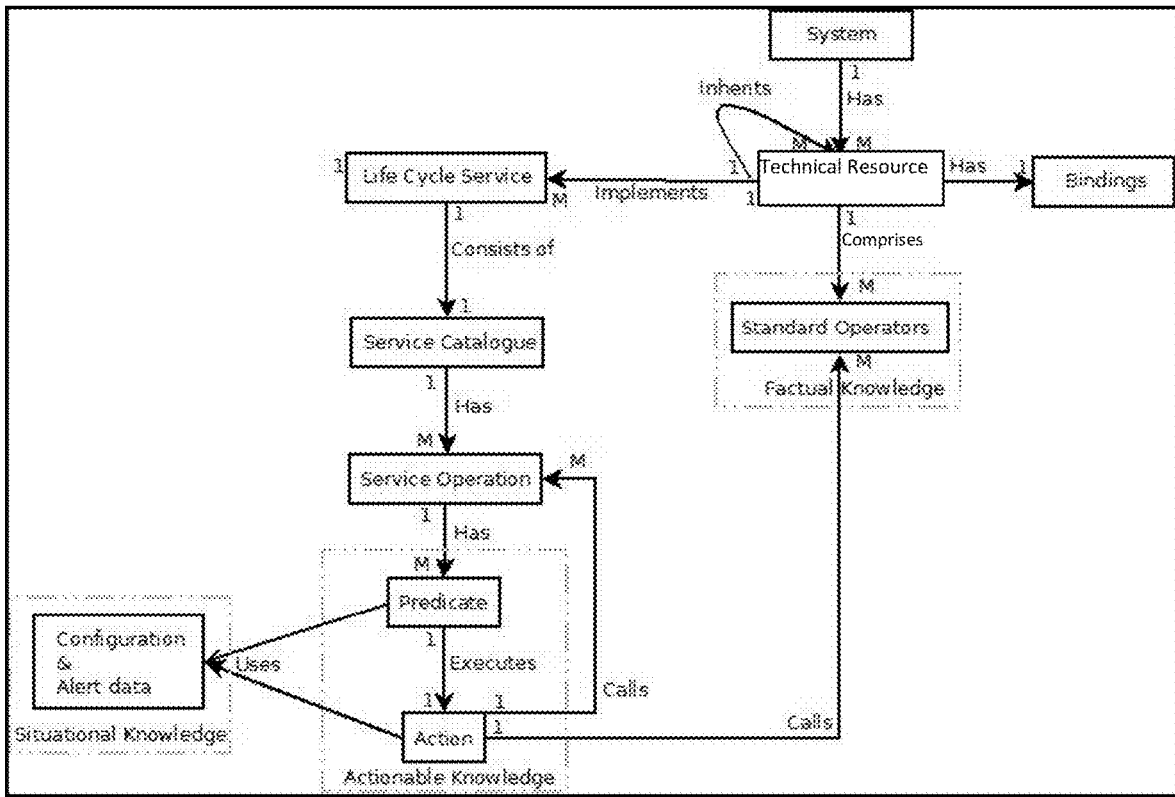 System
1
Has
Inherits
M
M
1
Life Cycle Service
M
Implements
1
1
Technical Resource
Has
1
Bindings
1
Consists of
1
Comprises
1
Service Catalogue
M
Standard Operators
M
Factual Knowledge
1
Has
M
Service Operation
M
1
Has
M
Predicate
1
Executes
Configuration
&
Alert data
Uses
Situational Knowledge
1
1
Calls
Action
1
Calls
Actionable Knowledge